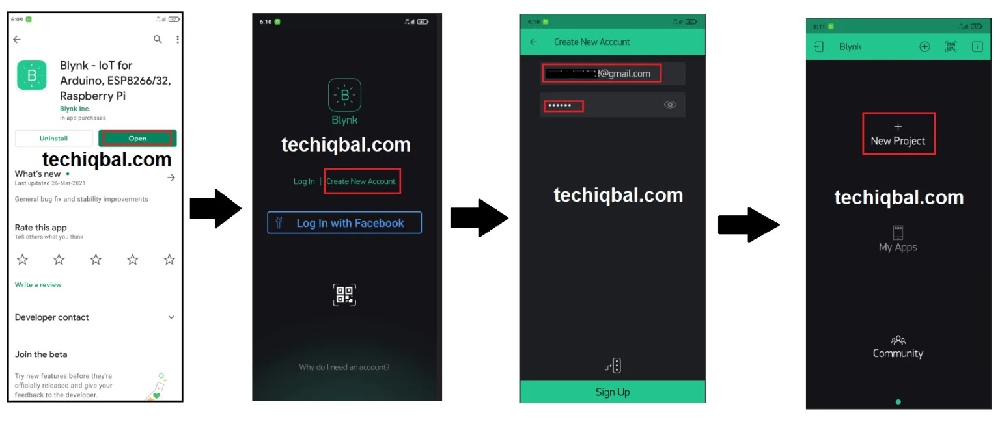 6:09
47
Blynk - IoT for
Arduino, ESP8266/32,
Raspberry Pi
Blynk Inc.
In-app purchases
Uninstall
Open
techiqbal.com
What's new
Last updated 26-Mar-2021
General bug fix and stability improvements
Rate this app
Tell others what you think
Write a review
Developer contact
Join the beta
Try new features before they're
officially released and give your
feedback to the developer.
6:10
47
B
Blynk
techiqbal.com
Log In | Create New Account
f Log In with Facebook
Why do I need an account?
6:10
47
Create New Account
@gmail.com
••••••
techiqbal.com
Sign Up
6:11
47
Blynk
+
New Project
techiqbal.com
My Apps
Community